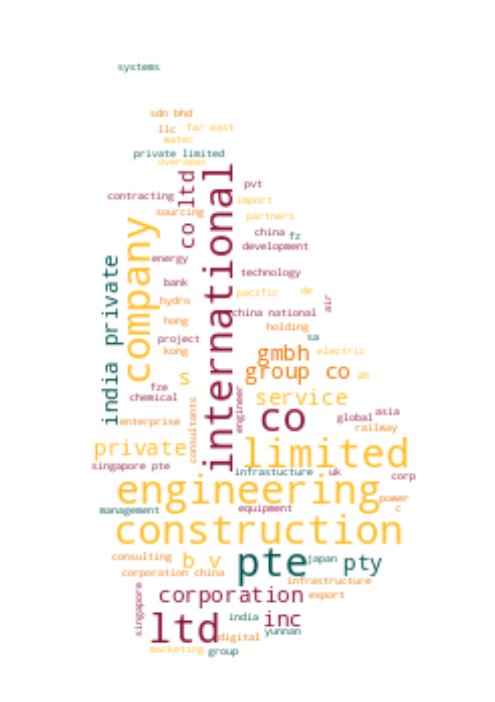 systems
sdn bhd
llc
far east
water
private limited
overseas
pvt
contracting
import
co ltd
sourcing
partners
international
company
china
fz
development
energy
technology
india private
bank
pacific
de
hydro
air
china national
hong
holding
project
sa
kong
gmbh
electric
group co
s
ab
fze
chemical
engineer
service
consultants
co
global
asia
enterprise
railway
private
limited
singapore pte
infrastucture
uk
corp
engineering
power
management
equipment
c
construction
consulting
b v
pte
japan
pty
corporation china
infrastructure
singapore
corporation
export
ltd
india
inc
digital
yunnan
marketing
group